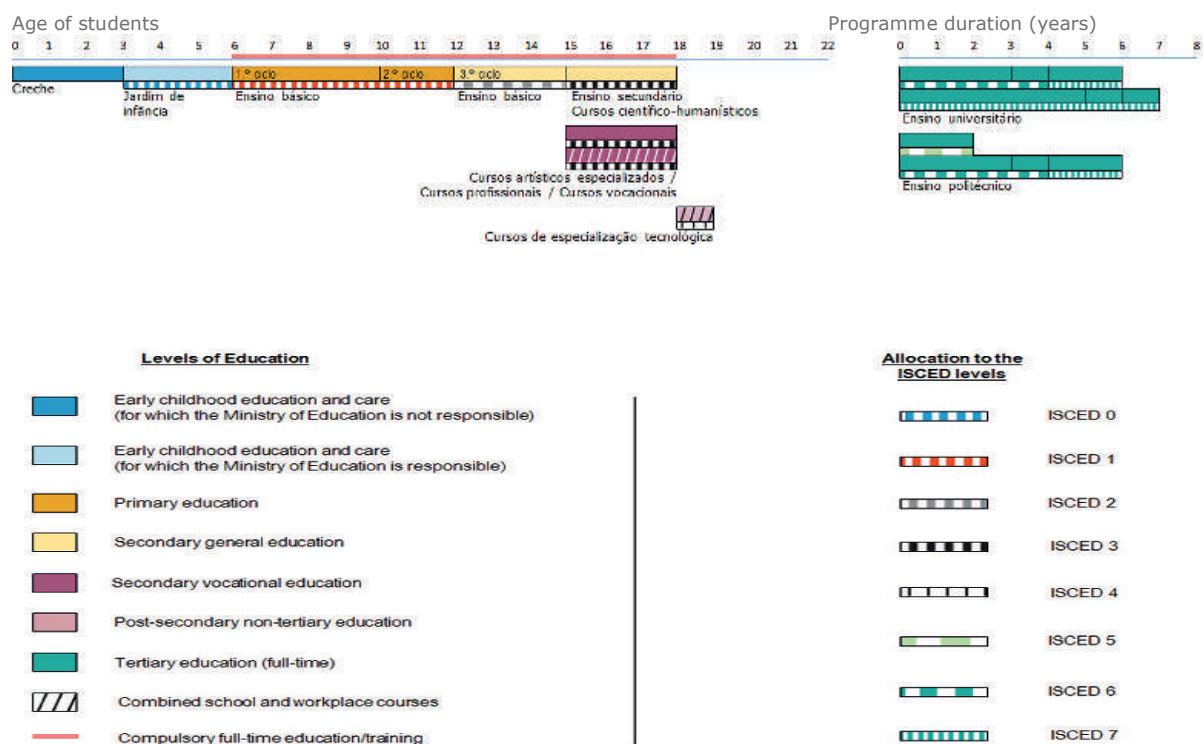 Age of students
Programme duration (years)
0 1 2 3 4 5 6 7 8 9 10 11 12 13 14 15 16 17 18 19 20 21 22
0 1 2 3 4 5 6 7 8
1.º ciclo
2.º ciclo
3.º ciclo
Creche
Jardim de
infância
Ensino básico
Ensino básico
Ensino secundário
Cursos científico-humanísticos
Cursos artísticos especializados /
Cursos profissionais / Cursos vocacionais
Cursos de especialização tecnológica
Ensino universitário
Ensino politécnico
Levels of Education
Early childhood education and care
(for which the Ministry of Education is not responsible)
Early childhood education and care
(for which the Ministry of Education is responsible)
Primary education
Secondary general education
Secondary vocational education
Post-secondary non-tertiary education
Tertiary education (full-time)
Combined school and workplace courses
Compulsory full-time education/training
Allocation to the
ISCED levels
ISCED 0
ISCED 1
ISCED 2
ISCED 3
ISCED 4
ISCED 5
ISCED 6
ISCED 7